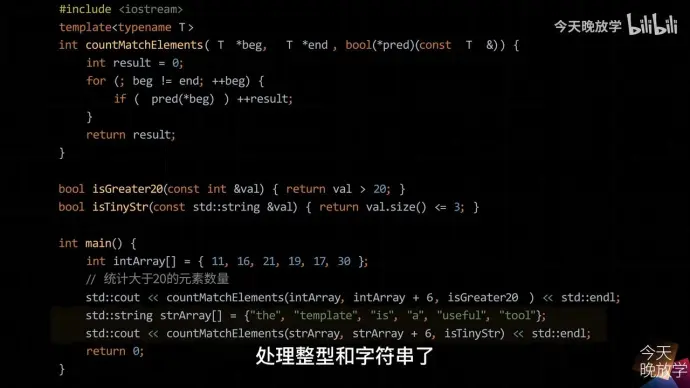 #include <iostream>
template<typename T>
今天晚放学 bilibili
int countMatchElements( T *beg, T *end , bool(*pred)(const T &)) {
    int result = 0;
    for (; beg != end; ++beg) {
        if ( pred(*beg) ) ++result;
    }
    return result;
}
bool isGreater20(const int &val) { return val > 20; }
bool isTinyStr(const std::string &val) { return val.size() <= 3; }
int main() {
    int intArray[] = { 11, 16, 21, 19, 17, 30 };
    // 统计大于20的元素数量
    std::cout << countMatchElements(intArray, intArray + 6, isGreater20 ) << std::endl;
    std::string strArray[] = {"the", "template", "is", "a", "useful", "tool"};
    std::cout << countMatchElements(strArray, strArray + 6, isTinyStr) << std::endl;
    return 0;
}
处理整型和字符串了
今天
晚放学